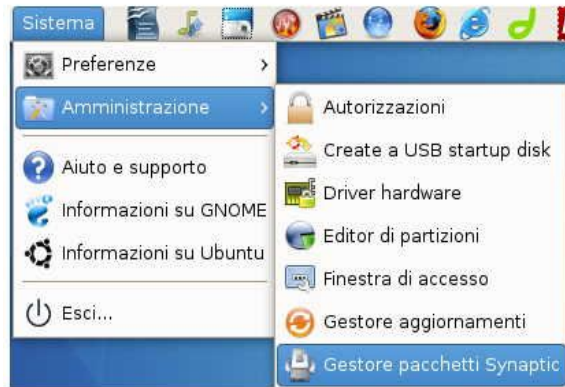 Sistema
Preferenze
Amministrazione
Aiuto e supporto
Informazioni su GNOME
Informazioni su Ubuntu
Esci...
Autorizzazioni
Create a USB startup disk
Driver hardware
Editor di partizioni
Finestra di accesso
Gestore aggiornamenti
Gestore pacchetti Synaptic